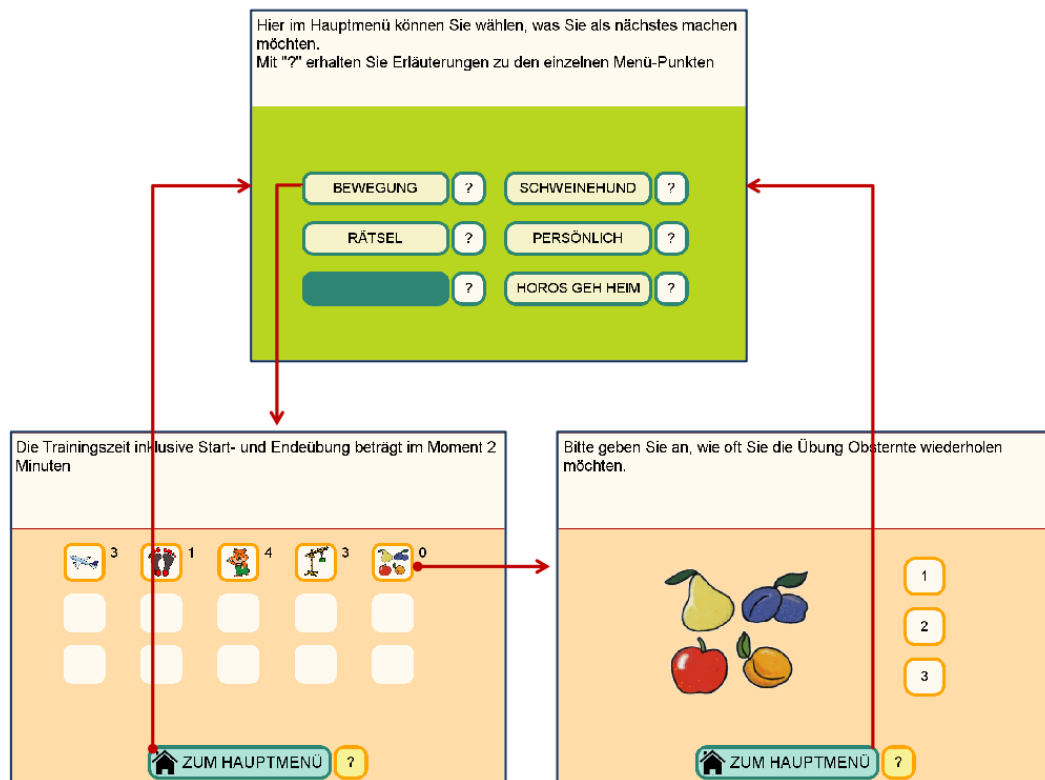 Hier im Hauptmenü können Sie wählen, was Sie als nächstes machen
möchten.
Mit "?" erhalten Sie Erläuterungen zu den einzelnen Menü-Punkten
BEWEGUNG ? SCHWEINEHUND ?
RÄTSEL ? PERSÖNLICH ?
? HOROS GEH HEIM ?
Die Trainingszeit inklusive Start- und Endeübung beträgt im Moment 2
Minuten
3 1 4 3 0
ZUM HAUPTMENÜ ?
Bitte geben Sie an, wie oft Sie die Übung Obsternte wiederholen
möchten.
1
2
3
ZUM HAUPTMENÜ ?